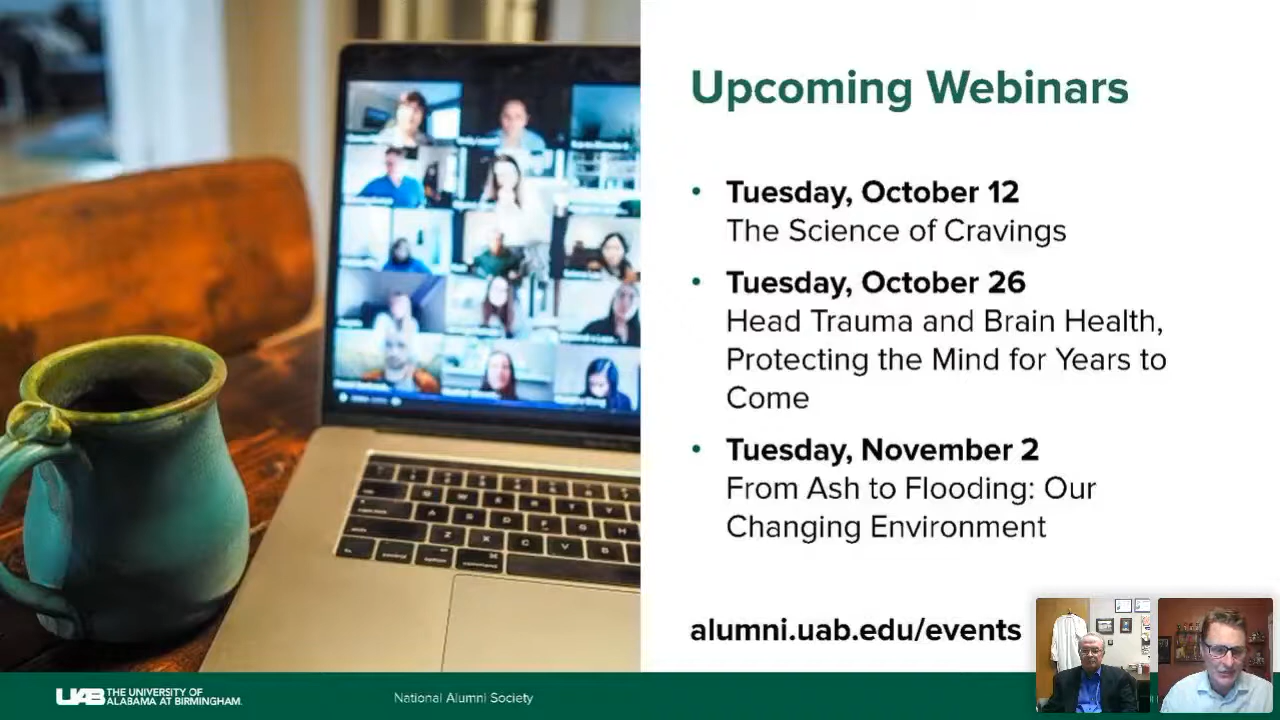 Upcoming Webinars
• Tuesday, October 12
The Science of Cravings
• Tuesday, October 26
Head Trauma and Brain Health,
Protecting the Mind for Years to
Come
• Tuesday, November 2
From Ash to Flooding: Our
Changing Environment
alumni.uab.edu/events
UAB THE UNIVERSITY OF
ALABAMA AT BIRMINGHAM
National Alumni Society